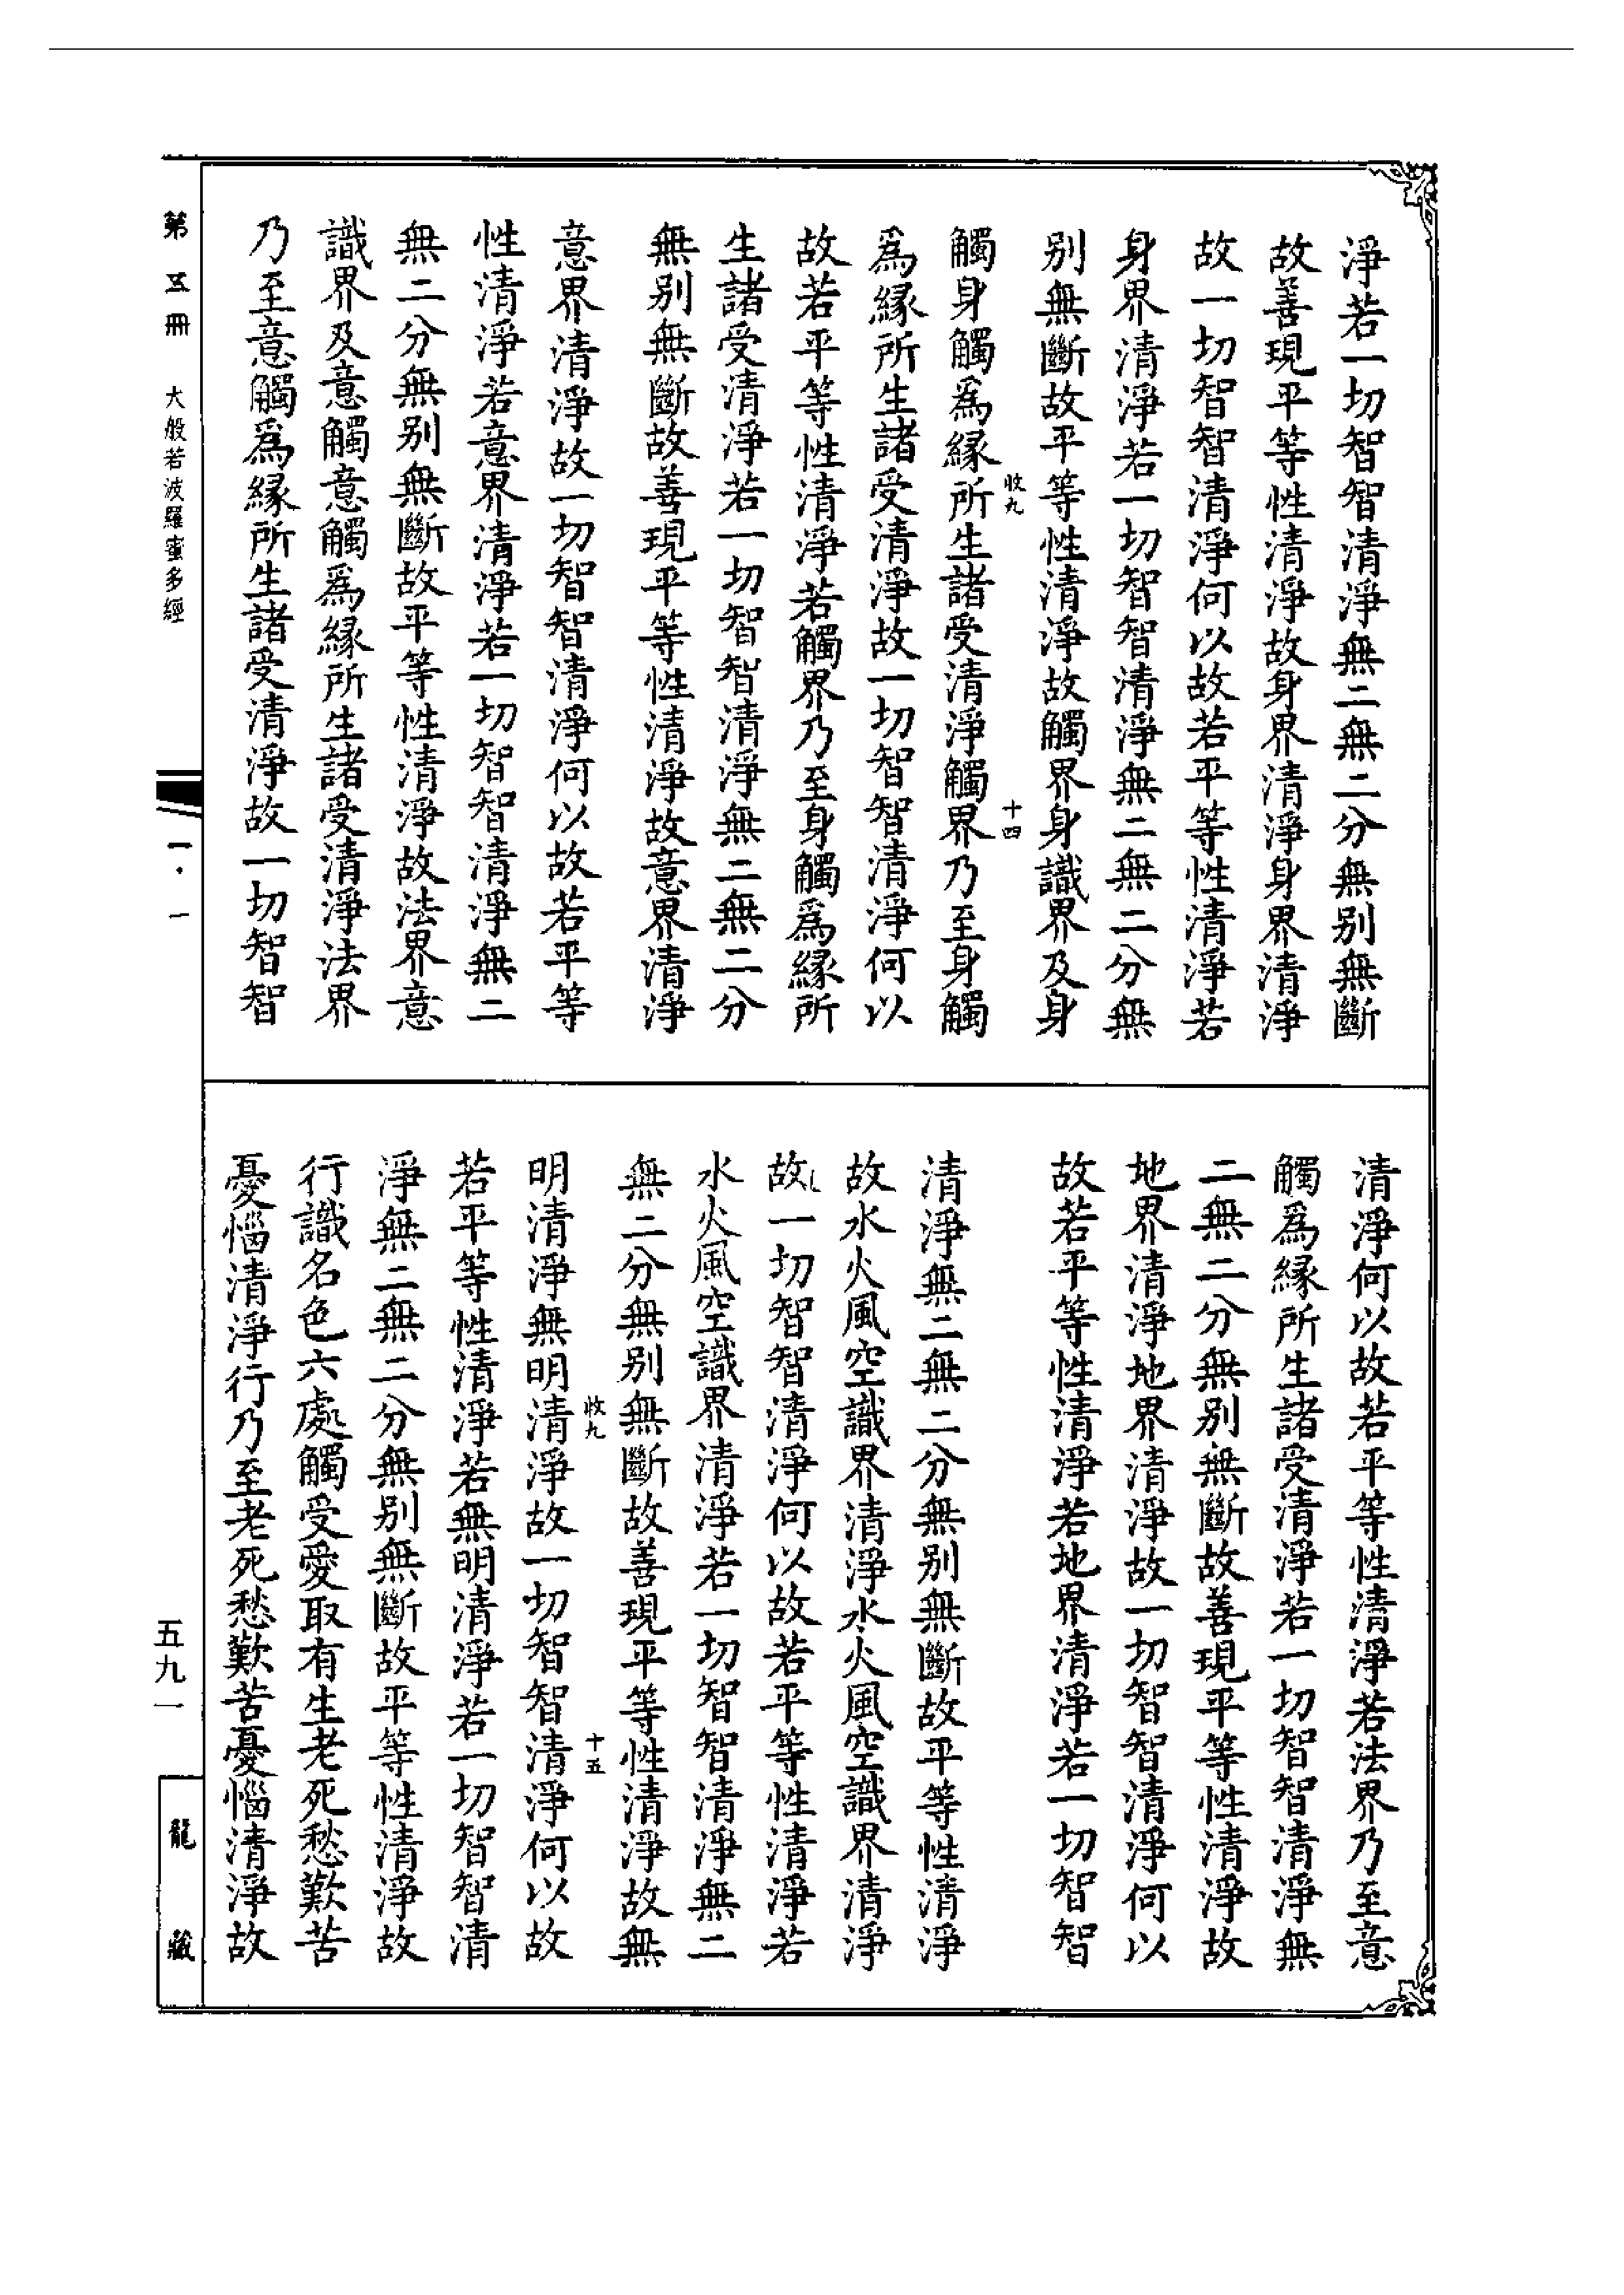 淨若一切智智清淨無二無二分無別無斷
故善現平等性清淨故身界清淨身界清淨
故一切智智清淨何以故若平等性清淨若
身界清淨若一切智智清淨無二無二分無
別無斷故平等性清淨故觸界身識界及身
觸身觸爲緣所生諸受清淨觸界乃至身觸
收九
十四
爲緣所生諸受清淨故一切智智清淨何以
故若平等性清淨若觸界乃至身觸爲緣所
生諸受清淨若一切智智清淨無二無二分
無別無斷故善現平等性清淨故意界清淨
意界清淨故一切智智清淨何以故若平等
性清淨若意界清淨若一切智智清淨無二
無二分無別無斷故平等性清淨故法界意
識界及意觸意觸爲緣所生諸受清淨法界
乃至意觸爲緣所生諸受清淨故一切智智
清淨何以故若平等性清淨若法界乃至意
觸爲緣所生諸受清淨若一切智智清淨無
二無二分無別無斷故善現平等性清淨故
地界清淨地界清淨故一切智智清淨何以
故若平等性清淨若地界清淨若一切智智
清淨無二無二分無別無斷故平等性清淨
故水火風空識界清淨水火風空識界清淨
故一切智智清淨何以故若平等性清淨若
水火風空識界清淨若一切智智清淨無二
無二分無別無斷故善現平等性清淨故無
收九
十五
明清淨無明清淨故一切智智清淨何以故
若平等性清淨若無明清淨若一切智智清
淨無二無二分無別無斷故平等性清淨故
行識名色六處觸受愛取有生老死愁歎苦
憂惱清淨行乃至老死愁歎苦憂惱清淨故
第五冊 大般若波羅蜜多經
一·一
五九一
龍藏